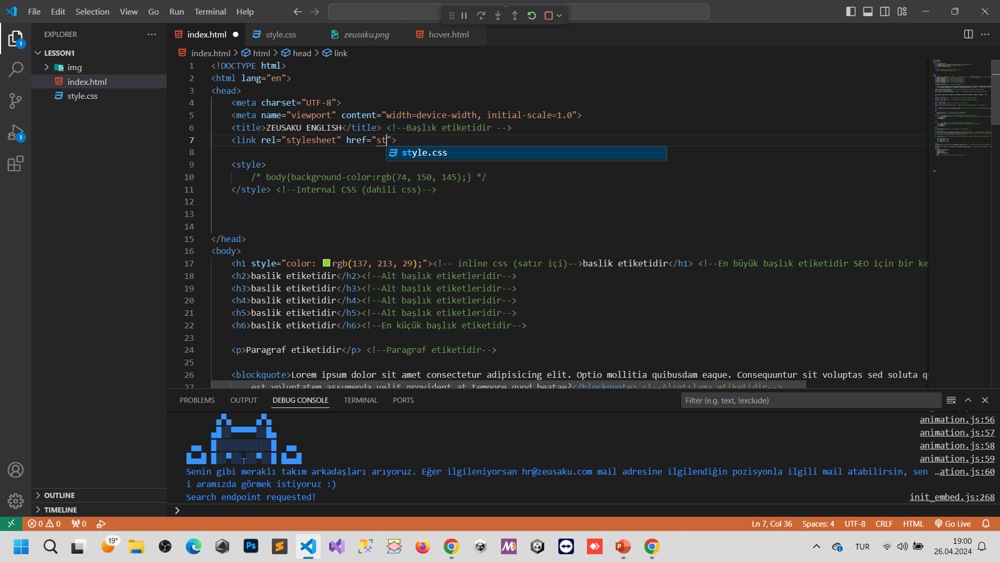 File Edit Selection View Go Run Terminal Help
EXPLORER
LESSON1
img
index.html
style.css
OUTLINE
TIMELINE
index.html style.css zeusaku.png hover.html
index.html > html > head > link
1 <!DOCTYPE html>
2 <html lang="en">
3 <head>
4 <meta charset="UTF-8">
5 <meta name="viewport" content="width=device-width, initial-scale=1.0">
6 <title>ZEUSAKU ENGLISH</title> <!--Başlık etiketidir -->
7 <link rel="stylesheet" href="st">
style.css
8
9 <style>
10 /* body{background-color:rgb(74, 150, 145);} */
11 </style> <!--Internal CSS (dahili css)-->
12
13
14
15 </head>
16 <body>
17 <h1 style="color: rgb(137, 213, 29);"><!-- inline css (satır içi)-->baslik etiketidir</h1> <!--En büyük başlık etiketidir SEO için bir ke
18 <h2>baslik etiketidir</h2><!--Alt başlık etiketleridir-->
19 <h3>baslik etiketidir</h3><!--Alt başlık etiketleridir-->
20 <h4>baslik etiketidir</h4><!--Alt başlık etiketleridir-->
21 <h5>baslik etiketidir</h5><!--Alt başlık etiketleridir-->
22 <h6>baslik etiketidir</h6><!--En küçük başlık etiketidir-->
23
24 <p>Paragraf etiketidir</p> <!--Paragraf etiketidir-->
25
26 <blockquote>Lorem ipsum dolor sit amet consectetur adipisicing elit. Optio mollitia quibusdam eaque. Consequuntur sit voluptas sed soluta q
27 est voluptatem assumenda velit provident at tempore quod beatae?</blockquote> <!--Alıntılama etiketidir-->
PROBLEMS OUTPUT DEBUG CONSOLE TERMINAL PORTS Filter (e.g. text, !exclude)
animation.js:56
animation.js:57
animation.js:58
animation.js:59
Senin gibi meraklı takım arkadaşları arıyoruz. Eğer ilgileniyorsan hr@zeusaku.com mail adresine ilgilendiğin pozisyonla ilgili mail atabilirsin, sen …ation.js:60
i aramızda görmek istiyoruz :)
Search endpoint requested! init_embed.js:268
0 0 0 Ln 7, Col 36 Spaces: 4 UTF-8 CRLF HTML Go Live
19° Ps TUR 19:00
26.04.2024